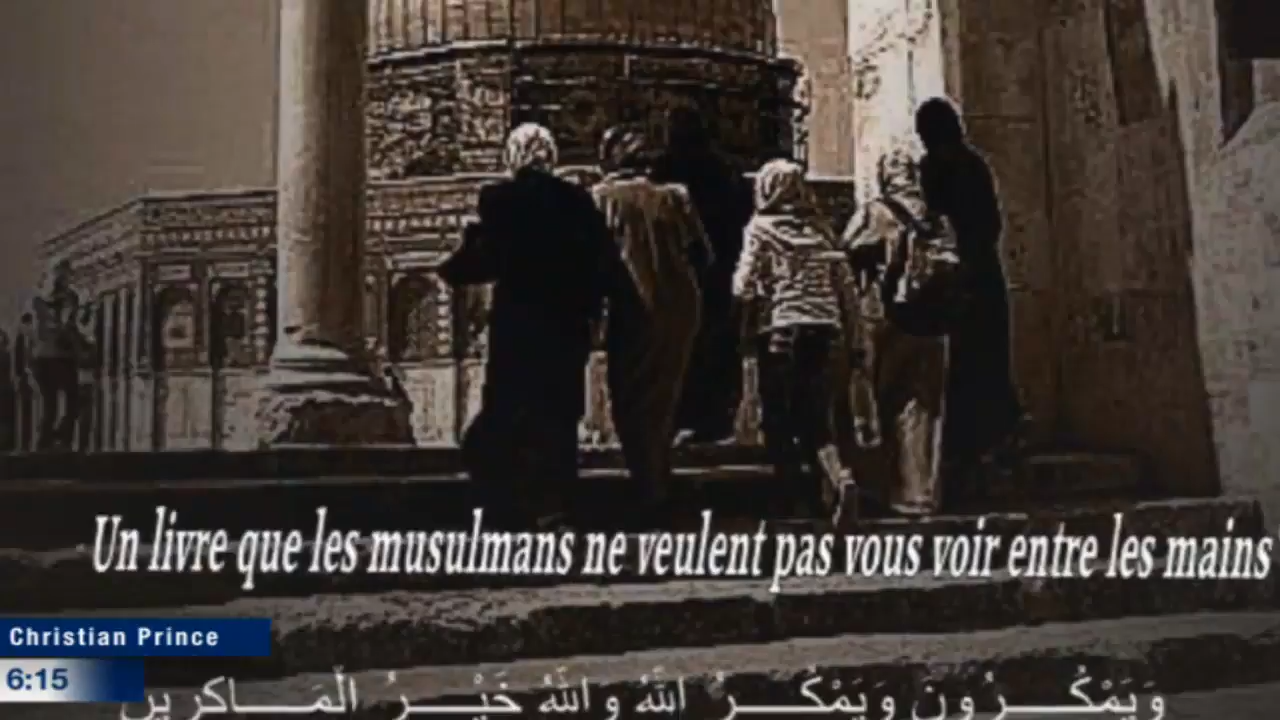 Un livre que les musulmans ne veulent pas vous voir entre les mains
Christian Prince
6:15
وَيَمْكُرُونَ وَيَمْكُرُ اللَّهُ وَاللَّهُ خَيْرُ الْمَاكِرِينَ